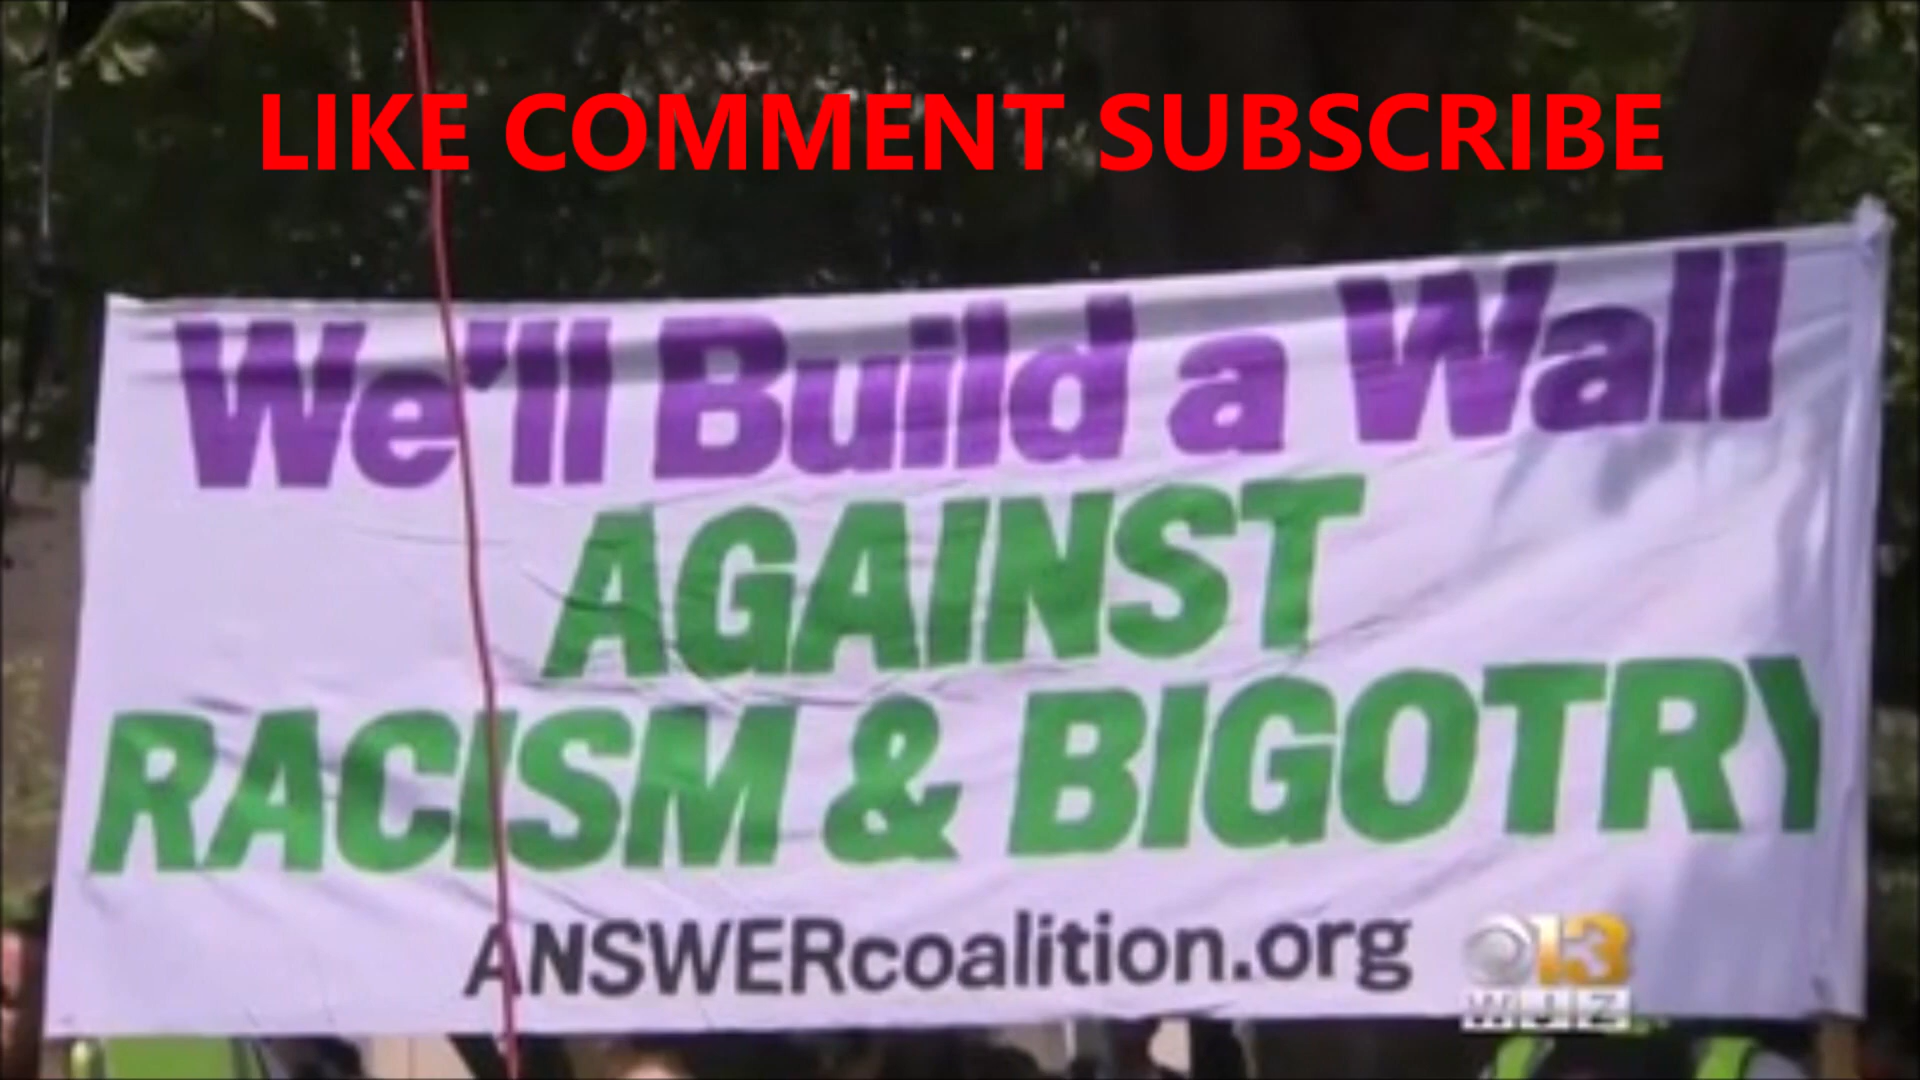 LIKE COMMENT SUBSCRIBE
We'll Build a Wall
AGAINST
RACISM & BIGOTRY
ANSWERcoalition.org
13
WJZ